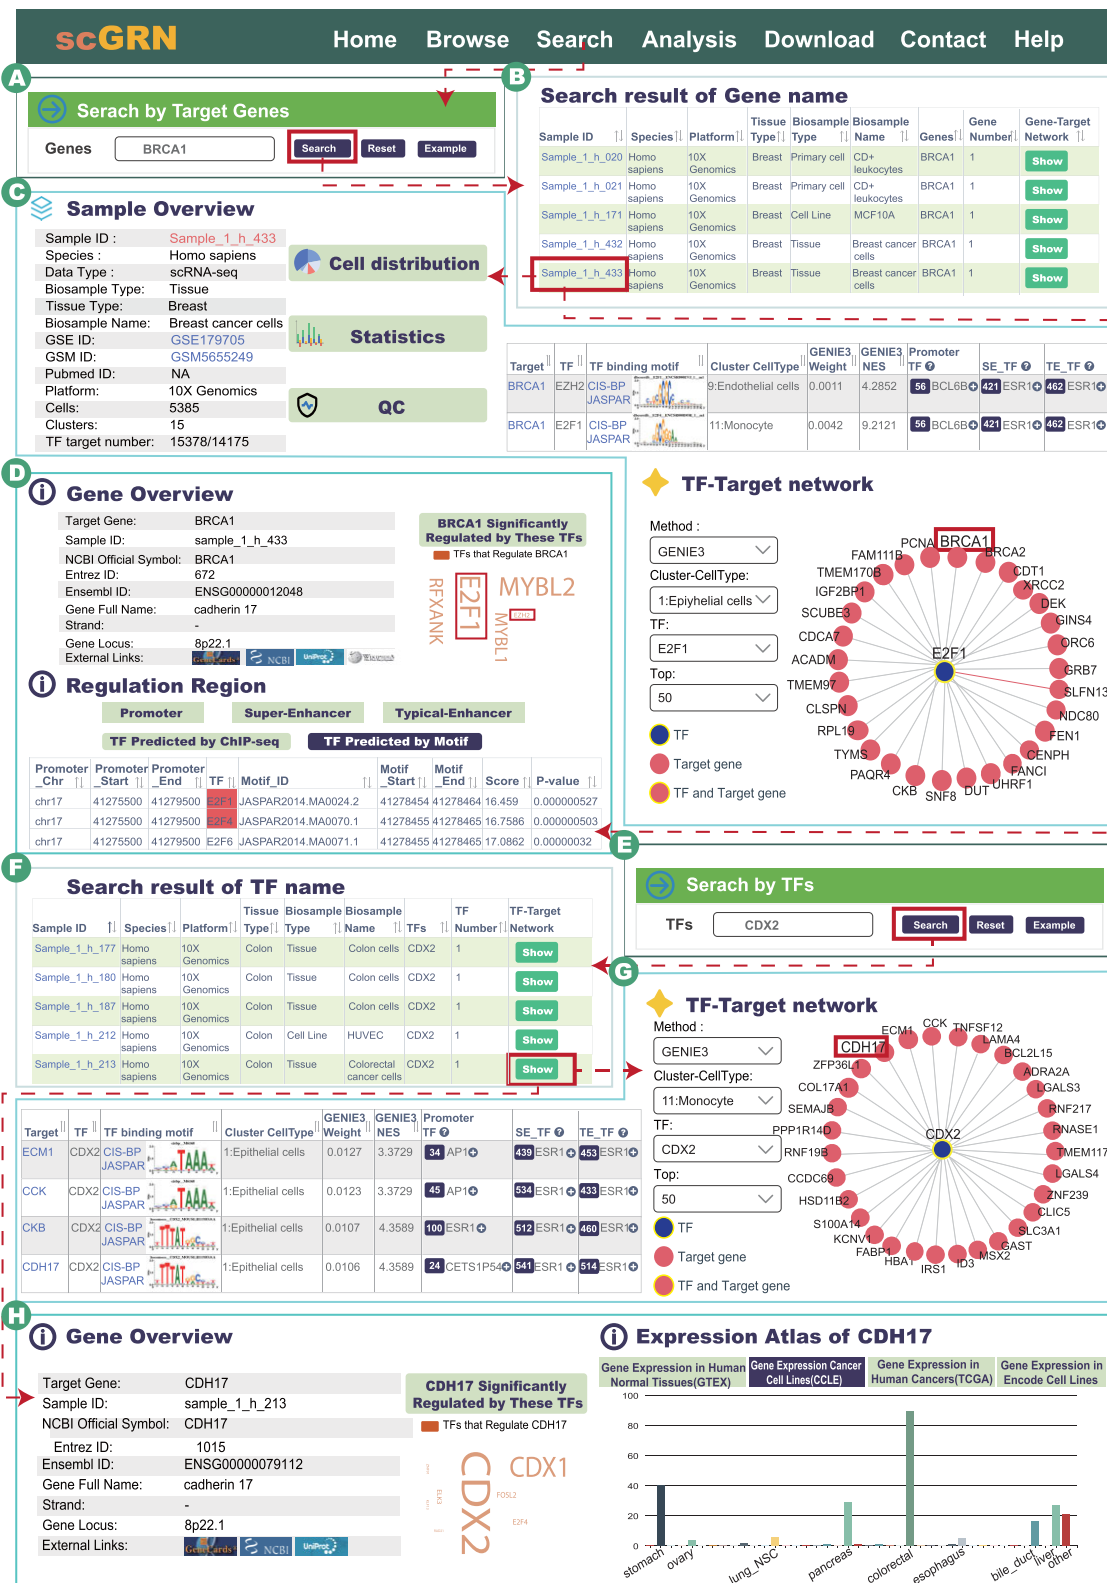 scGRN Home Browse Search Analysis Download Contact Help
A
Serach by Target Genes
Genes BRCA1 Search Reset Example
B
Search result of Gene name
Sample ID Species Platform Tissue Type Biosample Type Biosample Name Genes Gene Number Gene-Target Network
Sample_1_h_020 Homo sapiens 10X Genomics Breast Primary cell CD+ leukocytes BRCA1 1 Show
Sample_1_h_021 Homo sapiens 10X Genomics Breast Primary cell CD+ leukocytes BRCA1 1 Show
Sample_1_h_171 Homo sapiens 10X Genomics Breast Cell Line MCF10A BRCA1 1 Show
Sample_1_h_432 Homo sapiens 10X Genomics Breast Tissue Breast cancer cells BRCA1 1 Show
Sample_1_h_433 Homo sapiens 10X Genomics Breast Tissue Breast cancer cells BRCA1 1 Show
C
Sample Overview
Sample ID : Sample_1_h_433
Species : Homo sapiens
Data Type : scRNA-seq
Biosample Type: Tissue
Tissue Type: Breast
Biosample Name: Breast cancer cells
GSE ID: GSE179705
GSM ID: GSM5655249
Pubmed ID: NA
Platform: 10X Genomics
Cells: 5385
Clusters: 15
TF target number: 15378/14175
Cell distribution
Statistics
QC
Target TF TF binding motif Cluster CellType GENIE3 Weight GENIE3 NES Promoter TF SE_TF TE_TF
BRCA1 EZH2 CIS-BP JASPAR 9:Endothelial cells 0.0011 4.2852 56 BCL6B 421 ESR1 462 ESR1
BRCA1 E2F1 CIS-BP JASPAR 11:Monocyte 0.0042 9.2121 56 BCL6B 421 ESR1 462 ESR1
D
Gene Overview
Target Gene: BRCA1
Sample ID: sample_1_h_433
NCBI Official Symbol: BRCA1
Entrez ID: 672
Ensembl ID: ENSG00000012048
Gene Full Name: cadherin 17
Strand: -
Gene Locus: 8p22.1
External Links: GeneCards NCBI UniProt
BRCA1 Significantly
Regulated by These TFs
TFs that Regulate BRCA1
RFXANK E2F1 MYBL2 MYBL1 EZH2
Regulation Region
Promoter Super-Enhancer Typical-Enhancer
TF Predicted by ChIP-seq TF Predicted by Motif
Promoter _Chr Promoter _Start Promoter _End TF Motif_ID Motif _Start Motif _End Score P-value
chr17 41275500 41279500 E2F1 JASPAR2014.MA0024.2 41278454 41278464 16.459 0.000000527
chr17 41275500 41279500 E2F4 JASPAR2014.MA0070.1 41278455 41278465 16.7586 0.000000503
chr17 41275500 41279500 E2F6 JASPAR2014.MA0071.1 41278455 41278465 17.0862 0.00000032
TF-Target network
Method :
GENIE3
Cluster-CellType:
1:Epiyhelial cells
TF:
E2F1
Top:
50
TF
Target gene
TF and Target gene
E2F1
BRCA1
BRCA2
CDT1
XRCC2
DEK
GINS4
ORC6
GRB7
SLFN13
NDC80
FEN1
CENPH
FANCI
UHRF1
DUT
SNF8
CKB
PAQR4
TYMS
RPL19
CLSPN
TMEM97
ACADM
CDCA7
SCUBE3
IGF2BP1
TMEM170B
FAM111B
PCNA
E
Serach by TFs
TFs CDX2 Search Reset Example
F
Search result of TF name
Sample ID Species Platform Tissue Type Biosample Type Biosample Name TFs TF Number TF-Target Network
Sample_1_h_177 Homo sapiens 10X Genomics Colon Tissue Colon cells CDX2 1 Show
Sample_1_h_180 Homo sapiens 10X Genomics Colon Tissue Colon cells CDX2 1 Show
Sample_1_h_187 Homo sapiens 10X Genomics Colon Tissue Colon cells CDX2 1 Show
Sample_1_h_212 Homo sapiens 10X Genomics Colon Cell Line HUVEC CDX2 1 Show
Sample_1_h_213 Homo sapiens 10X Genomics Colon Tissue Colorectal cancer cells CDX2 1 Show
Target TF TF binding motif Cluster CellType GENIE3 Weight GENIE3 NES Promoter TF SE_TF TE_TF
ECM1 CDX2 CIS-BP JASPAR 1:Epithelial cells 0.0127 3.3729 34 AP1 439 ESR1 453 ESR1
CCK CDX2 CIS-BP JASPAR 1:Epithelial cells 0.0123 3.3729 45 AP1 534 ESR1 433 ESR1
CKB CDX2 CIS-BP JASPAR 1:Epithelial cells 0.0107 4.3589 100 ESR1 512 ESR1 460 ESR1
CDH17 CDX2 CIS-BP JASPAR 1:Epithelial cells 0.0106 4.3589 24 CETS1P54 541 ESR1 514 ESR1
G
TF-Target network
Method :
GENIE3
Cluster-CellType:
11:Monocyte
TF:
CDX2
Top:
50
TF
Target gene
TF and Target gene
CDX2
CDH17
ECM1
CCK
TNFSF12
LAMA4
BCL2L15
ADRA2A
LGALS3
RNF217
RNASE1
TMEM117
LGALS4
ZNF239
CLIC5
SLC3A1
GAST
MSX2
ID3
IRS1
HBA1
FABP1
KCNV1
S100A14
HSD11B2
CCDC69
RNF19B
PPP1R14D
SEMAJB
COL17A1
ZFP36L1
H
Gene Overview
Target Gene: CDH17
Sample ID: sample_1_h_213
NCBI Official Symbol: CDH17
Entrez ID: 1015
Ensembl ID: ENSG00000079112
Gene Full Name: cadherin 17
Strand: -
Gene Locus: 8p22.1
External Links: GeneCards NCBI UniProt
CDH17 Significantly
Regulated by These TFs
TFs that Regulate CDH17
CDX2 CDX1 FOSL2 ELK3 E2F4
Expression Atlas of CDH17
Gene Expression in Human Normal Tissues(GTEX)
Gene Expression Cancer Cell Lines(CCLE)
Gene Expression in Human Cancers(TCGA)
Gene Expression in Encode Cell Lines
100
80
60
40
20
0
stomach ovary lung_NSC pancreas colorectal esophagus bile_duct liver other